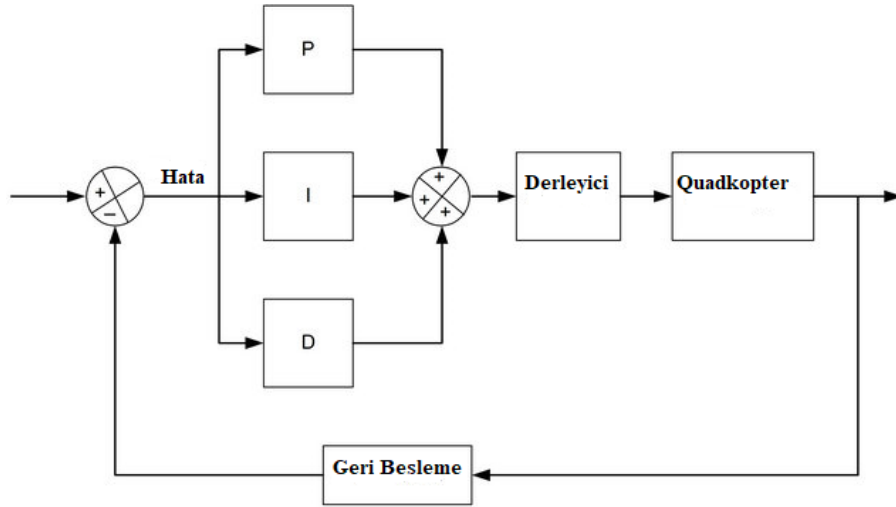 P
Hata
I
D
+
−
+
+
+
Derleyici
Quadkopter
Geri Besleme